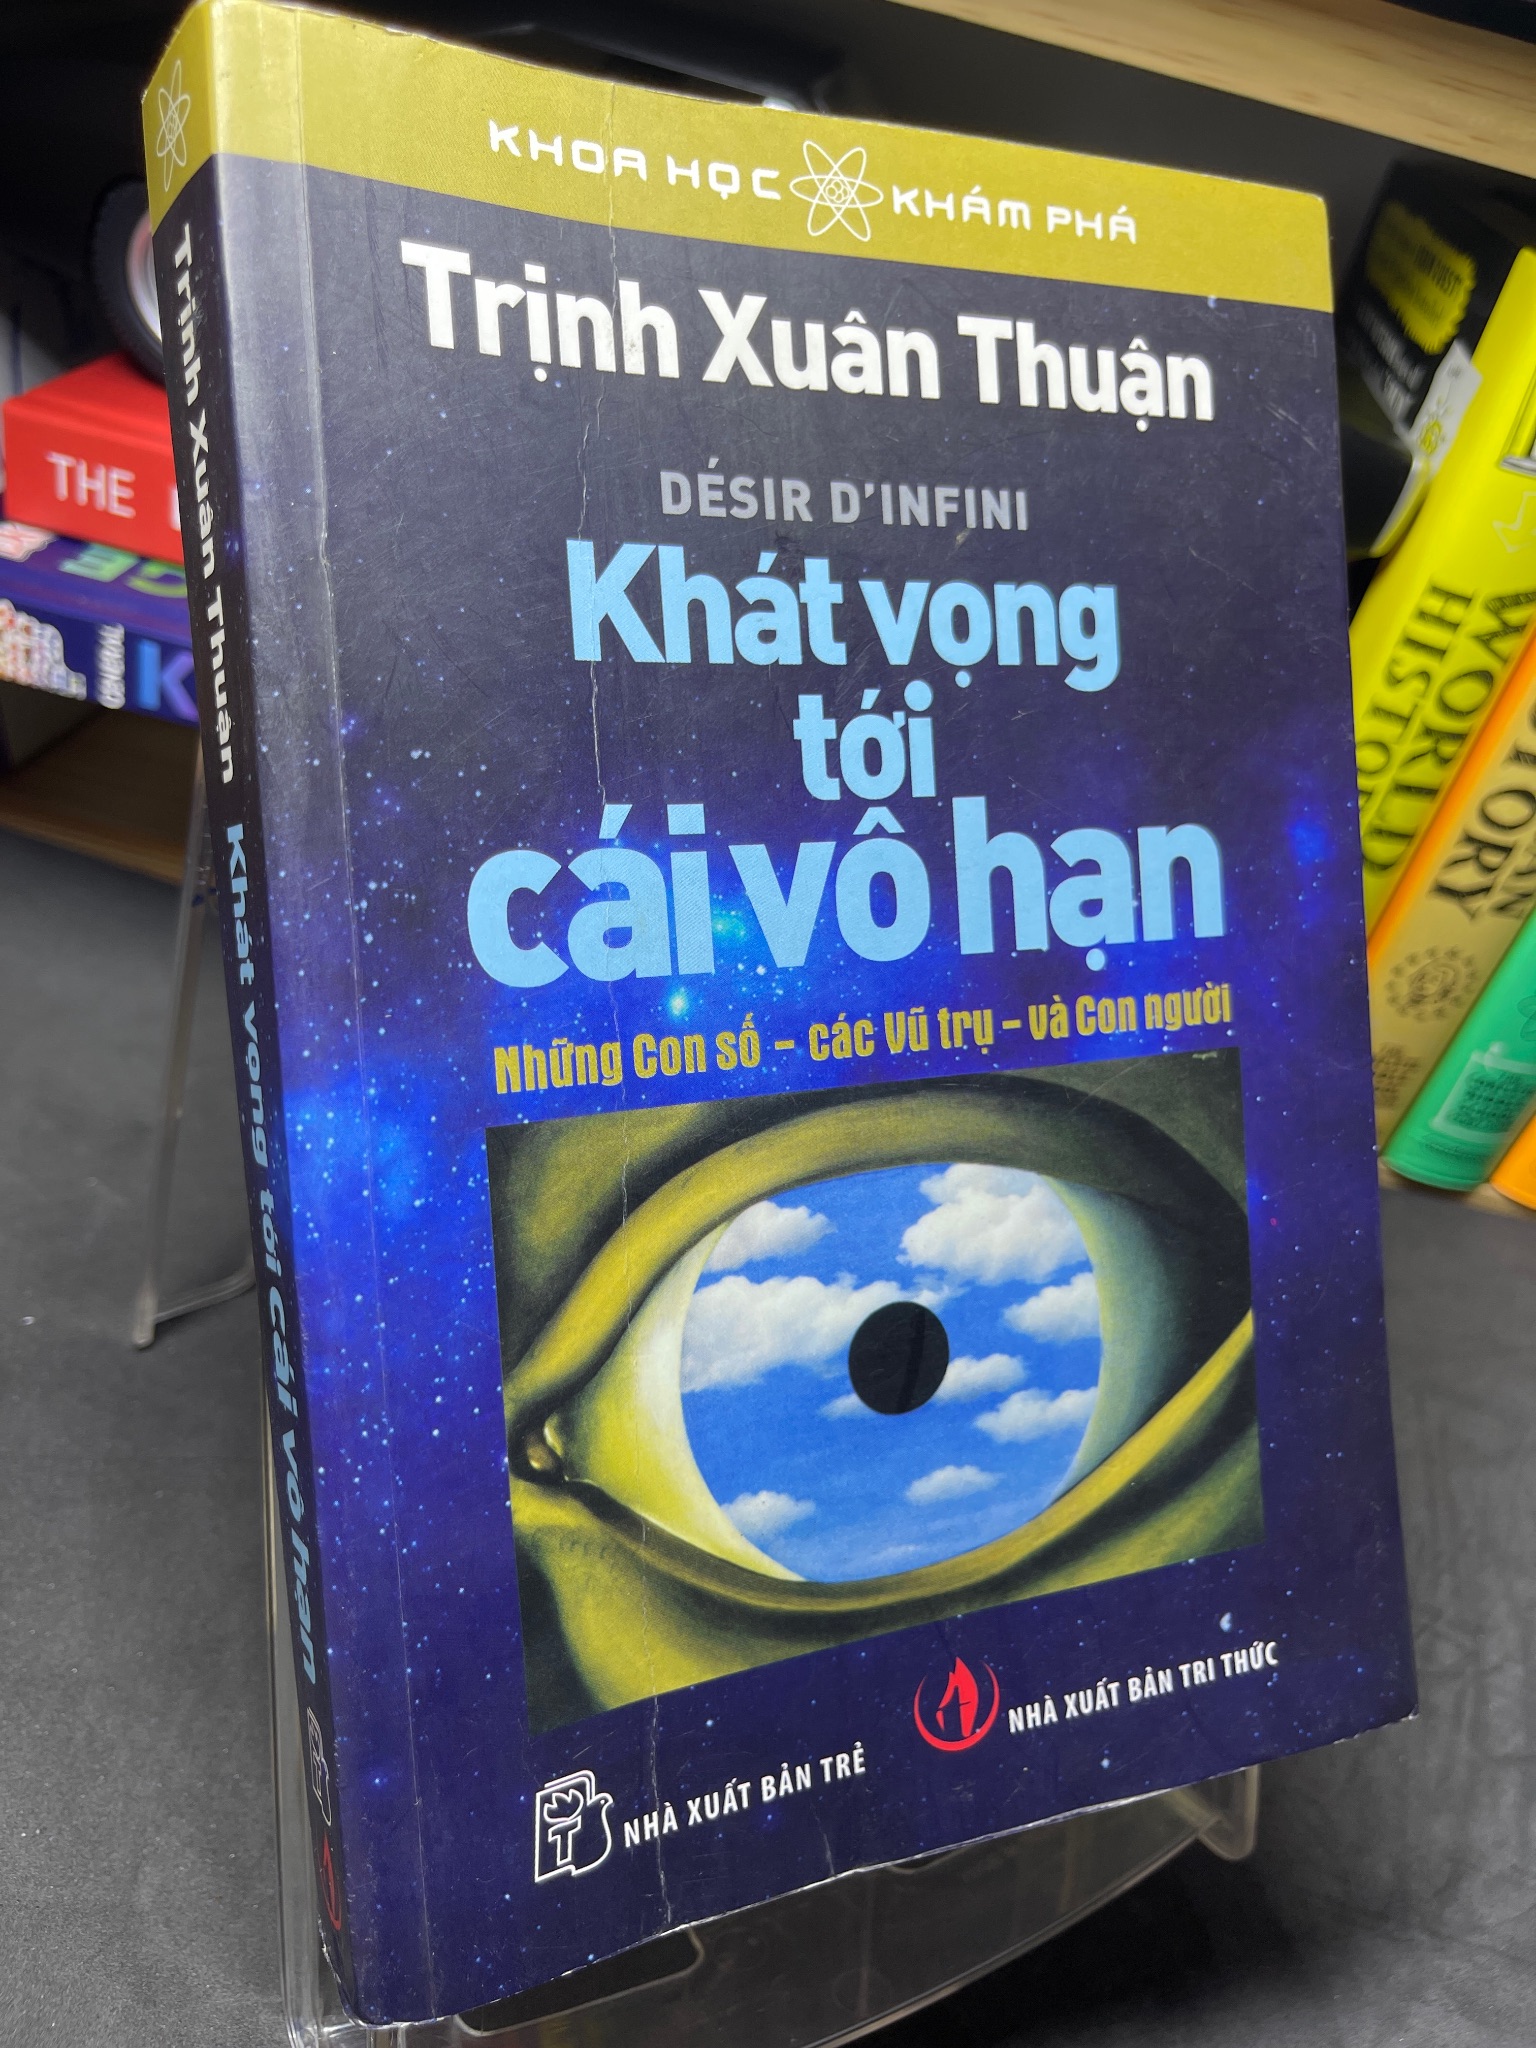 KHOA HỌC KHÁM PHÁ
Trịnh Xuân Thuận
DÉSIR D'INFINI
Khát vọng
tới
cái vô hạn
Những Con số – các Vũ trụ – và Con người
NHÀ XUẤT BẢN TRẺ
NHÀ XUẤT BẢN TRI THỨC
Trịnh Xuân Thuận Khát vọng tới cái vô hạn
THE
WORLD
HISTORY